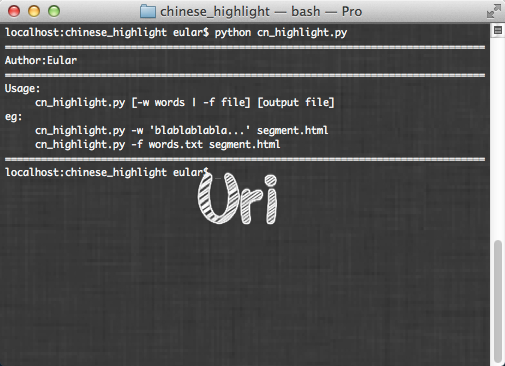 chinese_highlight — bash — Pro
localhost:chinese_highlight eular$ python cn_highlight.py
Author:Eular
Usage:
cn_highlight.py [-w words | -f file] [output file]
eg:
cn_highlight.py -w 'blablablabla...' segment.html
cn_highlight.py -f words.txt segment.html
localhost:chinese_highlight eular$
Uri